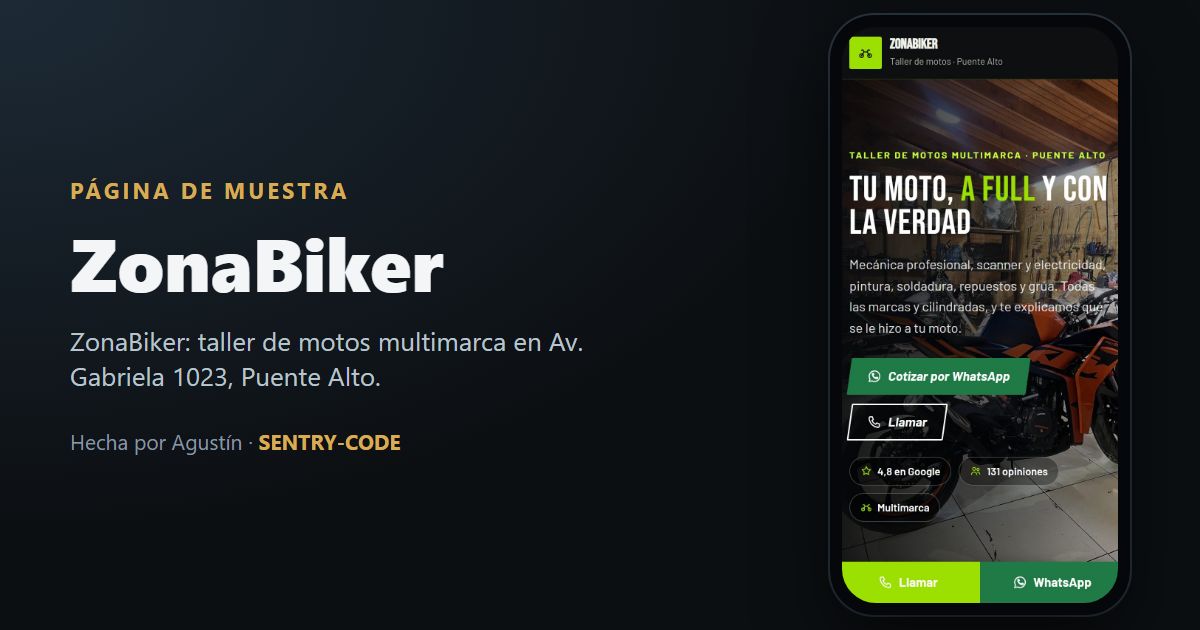 PÁGINA DE MUESTRA
ZonaBiker
ZonaBiker: taller de motos multimarca en Av.
Gabriela 1023, Puente Alto.
Hecha por Agustín · SENTRY-CODE
ZONABIKER
Taller de motos · Puente Alto
TALLER DE MOTOS MULTIMARCA · PUENTE ALTO
TU MOTO, A FULL Y CON
LA VERDAD
Mecánica profesional, scanner y electricidad,
pintura, soldadura, repuestos y grúa. Todas
las marcas y cilindradas, y te explicamos qué
se le hizo a tu moto.
Cotizar por WhatsApp
Llamar
4,8 en Google
131 opiniones
Multimarca
Llamar
WhatsApp